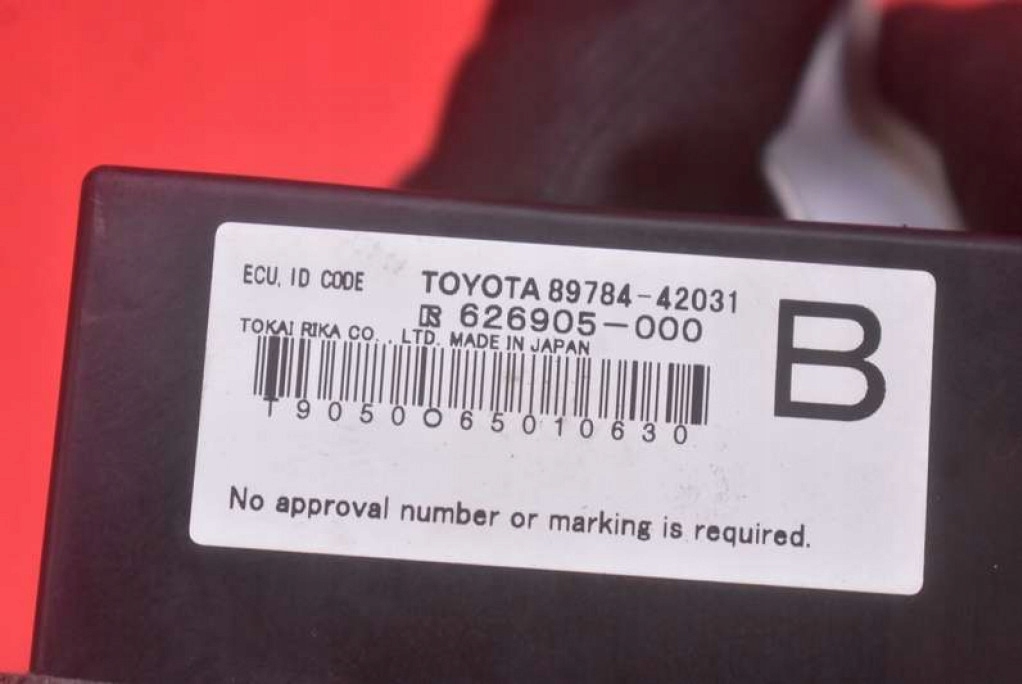 ECU, ID CODE TOYOTA 89784-42031
R 626905-000
TOKAI RIKA CO., LTD. MADE IN JAPAN
B
T9050O65010630
No approval number or marking is required.